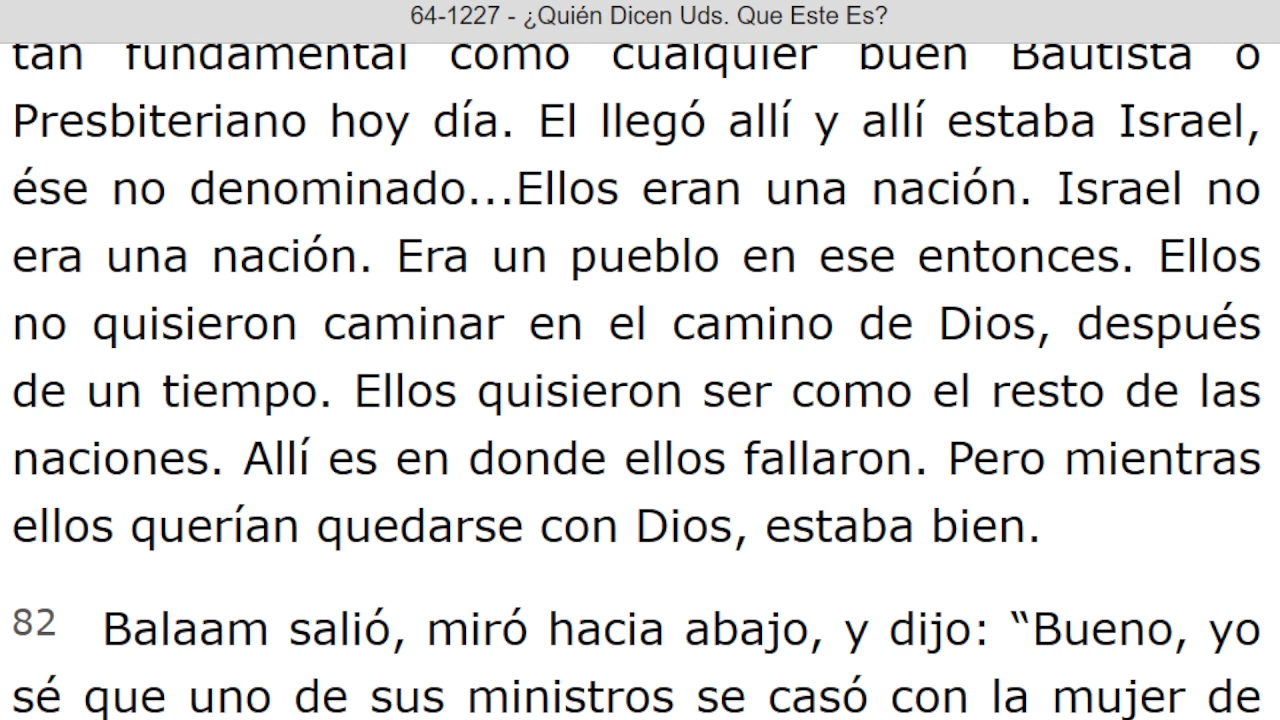 64-1227 - ¿Quién Dicen Uds. Que Este Es?
tan fundamental como cualquier buen Bautista o
Presbiteriano hoy día. El llegó allí y allí estaba Israel,
ése no denominado...Ellos eran una nación. Israel no
era una nación. Era un pueblo en ese entonces. Ellos
no quisieron caminar en el camino de Dios, después
de un tiempo. Ellos quisieron ser como el resto de las
naciones. Allí es en donde ellos fallaron. Pero mientras
ellos querían quedarse con Dios, estaba bien.
82 Balaam salió, miró hacia abajo, y dijo: “Bueno, yo
sé que uno de sus ministros se casó con la mujer de